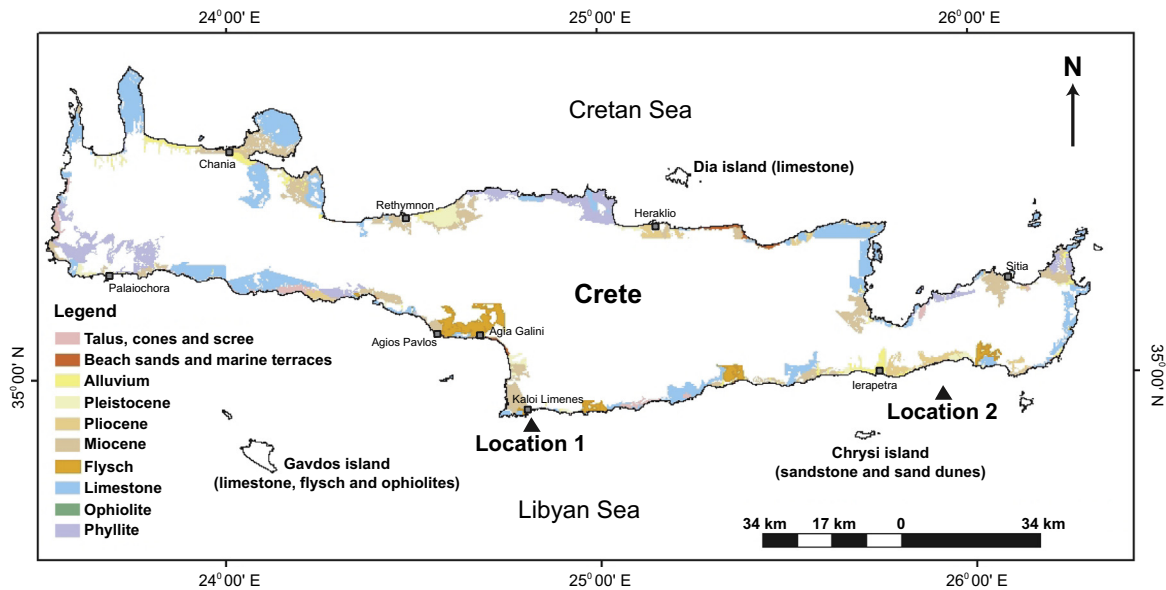 24⁰00' E
25⁰00' E
26⁰00' E
N
Cretan Sea
Chania
Dia island (limestone)
Rethymnon
Heraklio
Sitia
Palaiochora
Crete
Legend
Talus, cones and scree
Beach sands and marine terraces
Alluvium
Pleistocene
Pliocene
Miocene
Flysch
Limestone
Ophiolite
Phyllite
Agios Pavlos
Agia Galini
35⁰00' N
35⁰00' N
Ierapetra
Kaloi Limenes
Location 1
Location 2
Gavdos island
(limestone, flysch and ophiolites)
Chrysi island
(sandstone and sand dunes)
Libyan Sea
34 km 17 km 0 34 km
24⁰00' E
25⁰00' E
26⁰00' E